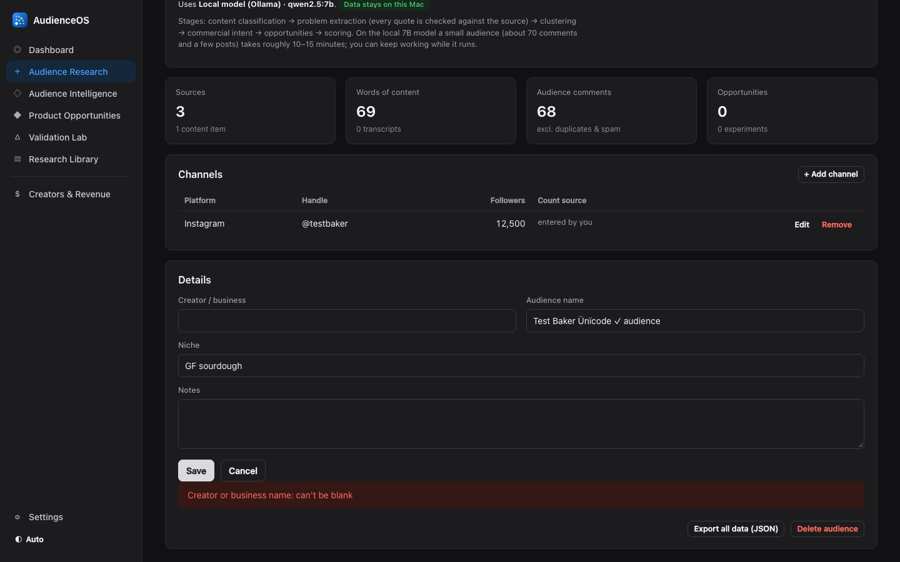 AudienceOS
Dashboard
Audience Research
Audience Intelligence
Product Opportunities
Validation Lab
Research Library
$ Creators & Revenue
Settings
Auto
Uses Local model (Ollama) · qwen2.5:7b. Data stays on this Mac
Stages: content classification → problem extraction (every quote is checked against the source) → clustering
→ commercial intent → opportunities → scoring. On the local 7B model a small audience (about 70 comments
and a few posts) takes roughly 10–15 minutes; you can keep working while it runs.
Sources
3
1 content item
Words of content
69
0 transcripts
Audience comments
68
excl. duplicates & spam
Opportunities
0
0 experiments
Channels
+ Add channel
Platform Handle Followers Count source
Instagram @testbaker 12,500 entered by you Edit Remove
Details
Creator / business
Audience name
Test Baker Ünïcode ✓ audience
Niche
GF sourdough
Notes
Save Cancel
Creator or business name: can't be blank
Export all data (JSON) Delete audience